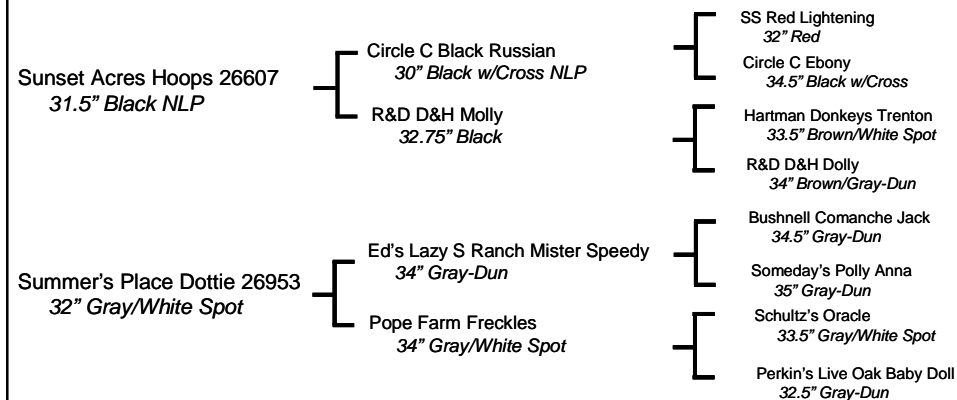 Sunset Acres Hoops 26607
31.5" Black NLP
Circle C Black Russian
30" Black w/Cross NLP
R&D D&H Molly
32.75" Black
SS Red Lightening
32" Red
Circle C Ebony
34.5" Black w/Cross
Hartman Donkeys Trenton
33.5" Brown/White Spot
R&D D&H Dolly
34" Brown/Gray-Dun
Summer's Place Dottie 26953
32" Gray/White Spot
Ed's Lazy S Ranch Mister Speedy
34" Gray-Dun
Pope Farm Freckles
34" Gray/White Spot
Bushnell Comanche Jack
34.5" Gray-Dun
Someday's Polly Anna
35" Gray-Dun
Schultz's Oracle
33.5" Gray/White Spot
Perkin's Live Oak Baby Doll
32.5" Gray-Dun